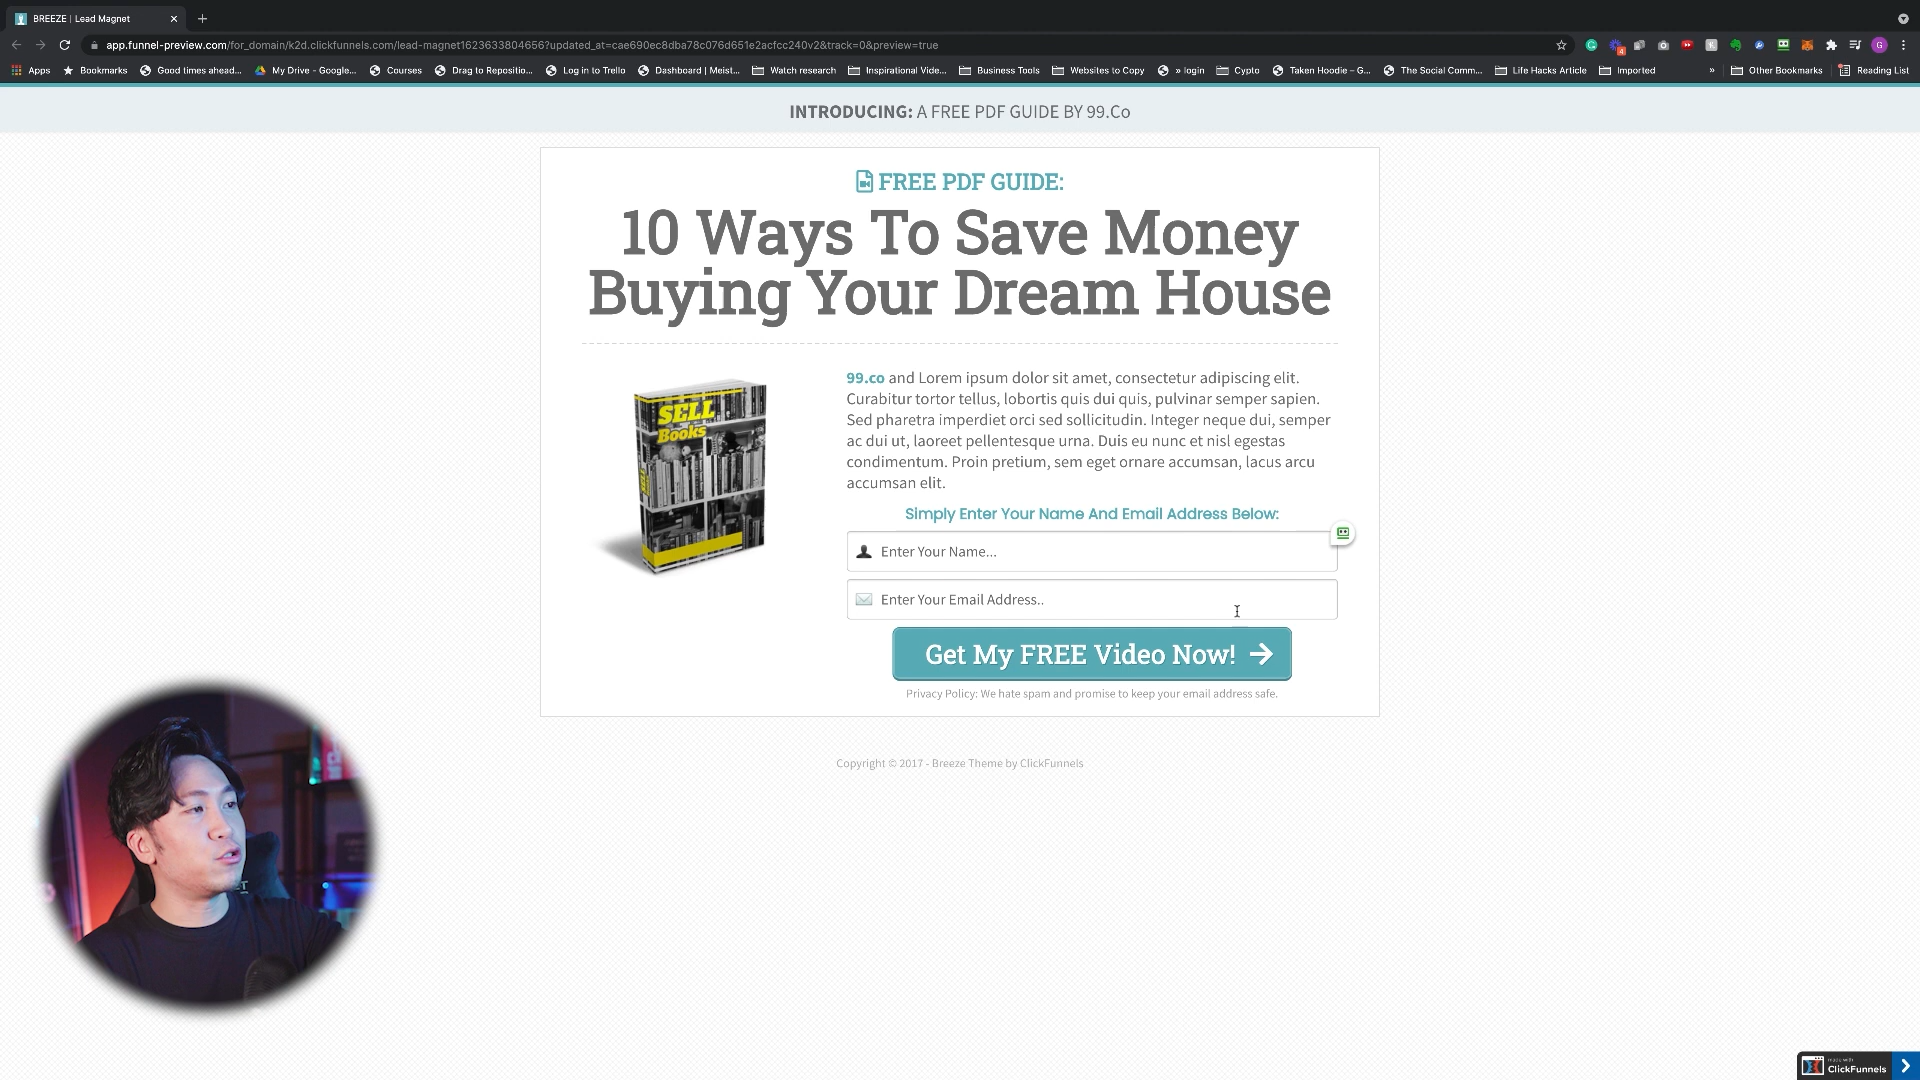 BREEZE | Lead Magnet
app.funnel-preview.com/for_domain/k2d.clickfunnels.com/lead-magnet1623633804656?updated_at=cae690ec8dba78c076d651e2acfcc240v2&track=0&preview=true
Apps Bookmarks Good times ahead... My Drive - Google... Courses Drag to Repositio... Log in to Trello Dashboard | Meist... Watch research Inspirational Vide... Business Tools Websites to Copy » login Cypto Taken Hoodie – G... The Social Comm... Life Hacks Article Imported » Other Bookmarks Reading List
INTRODUCING: A FREE PDF GUIDE BY 99.Co
FREE PDF GUIDE:
10 Ways To Save Money
Buying Your Dream House
SELL
Books
99.co and Lorem ipsum dolor sit amet, consectetur adipiscing elit.
Curabitur tortor tellus, lobortis quis dui quis, pulvinar semper sapien.
Sed pharetra imperdiet orci sed sollicitudin. Integer neque dui, semper
ac dui ut, laoreet pellentesque urna. Duis eu nunc et nisl egestas
condimentum. Proin pretium, sem eget ornare accumsan, lacus arcu
accumsan elit.
Simply Enter Your Name And Email Address Below:
Enter Your Name...
Enter Your Email Address..
Get My FREE Video Now!
Privacy Policy: We hate spam and promise to keep your email address safe.
Copyright © 2017 - Breeze Theme by ClickFunnels
made with
ClickFunnels